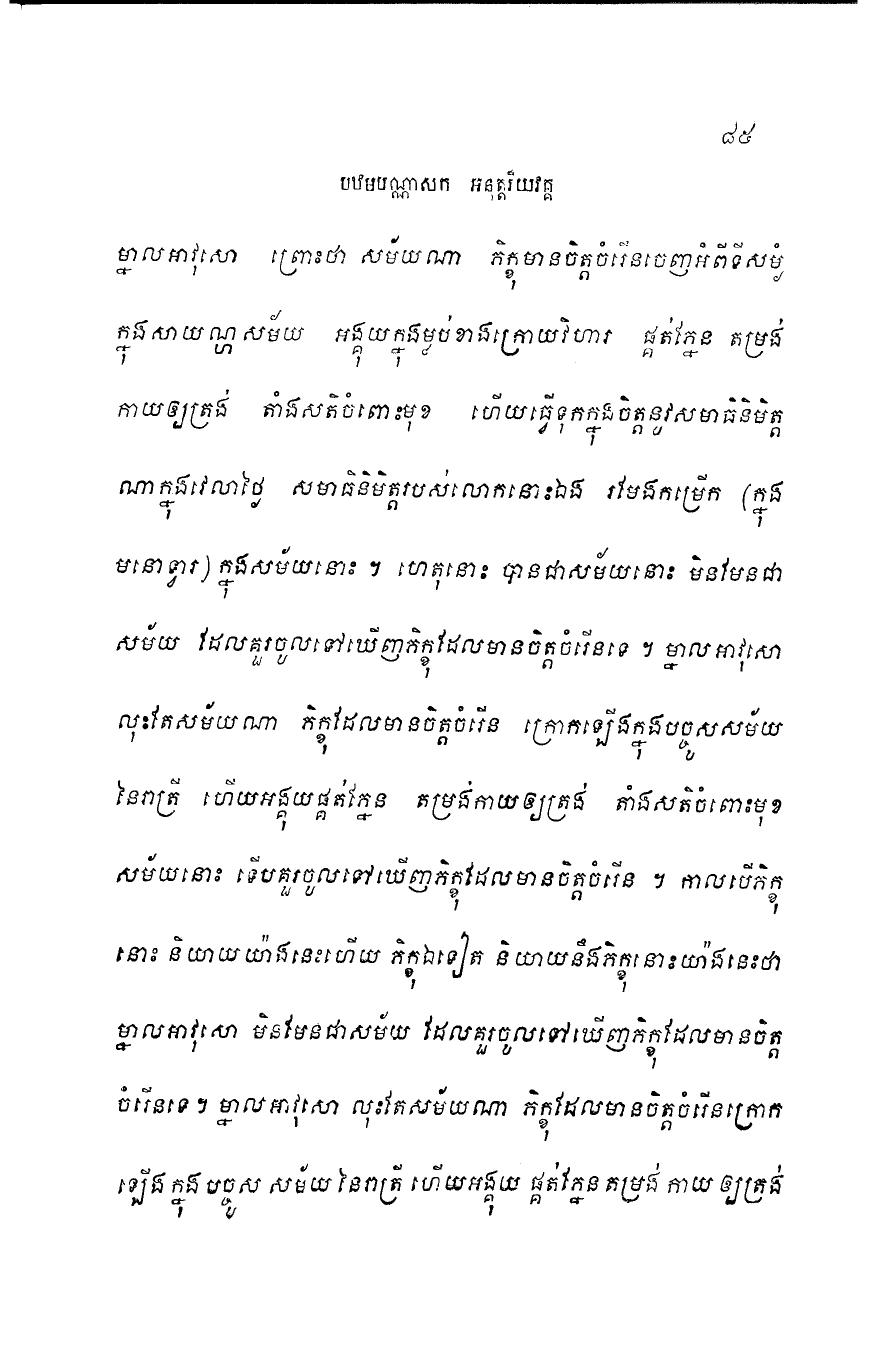 ៨៥
បឋមបណ្ណាសក អនុត្តរិយវគ្គ
ម្នាលអាវុសោ ព្រោះថា សម័យណា ភិក្ខុមានចិត្តចំរើនចេញអំពីទីសម្ងំ
ក្នុងសាយណ្ហសម័យ អង្គុយក្នុងម្លប់ខាងក្រោយវិហារ ផ្គត់ភ្នែន តម្រង់
កាយឲ្យត្រង់ តាំងសតិចំពោះមុខ ហើយធ្វើទុកក្នុងចិត្តនូវសមាធិនិមិត្ត
ណាក្នុងវេលាថ្ងៃ សមាធិនិមិត្តរបស់លោកនោះឯង រមែងកម្រើក (ក្នុង
មនោទ្វារ) ក្នុងសម័យនោះ ។ ហេតុនោះ បានជាសម័យនោះ មិនមែនជា
សម័យ ដែលគួរចូលទៅឃើញភិក្ខុដែលមានចិត្តចំរើនទេ ។ ម្នាលអាវុសោ
លុះតែសម័យណា ភិក្ខុដែលមានចិត្តចំរើន ក្រោកឡើងក្នុងបច្ចូសសម័យ
នៃរាត្រី ហើយអង្គុយផ្គត់ភ្នែន តម្រង់កាយឲ្យត្រង់ តាំងសតិចំពោះមុខ
សម័យនោះ ទើបគួរចូលទៅឃើញភិក្ខុដែលមានចិត្តចំរើន ។ កាលបើភិក្ខុ
នោះ និយាយយ៉ាងនេះហើយ ភិក្ខុឯទៀត និយាយនឹងភិក្ខុនោះយ៉ាងនេះថា
ម្នាលអាវុសោ មិនមែនជាសម័យ ដែលគួរចូលទៅឃើញភិក្ខុដែលមានចិត្ត
ចំរើនទេ ។ ម្នាលអាវុសោ លុះតែសម័យណា ភិក្ខុដែលមានចិត្តចំរើនក្រោក
ឡើងក្នុងបច្ចូសសម័យនៃរាត្រី ហើយអង្គុយ ផ្គត់ភ្នែនតម្រង់ កាយឲ្យត្រង់